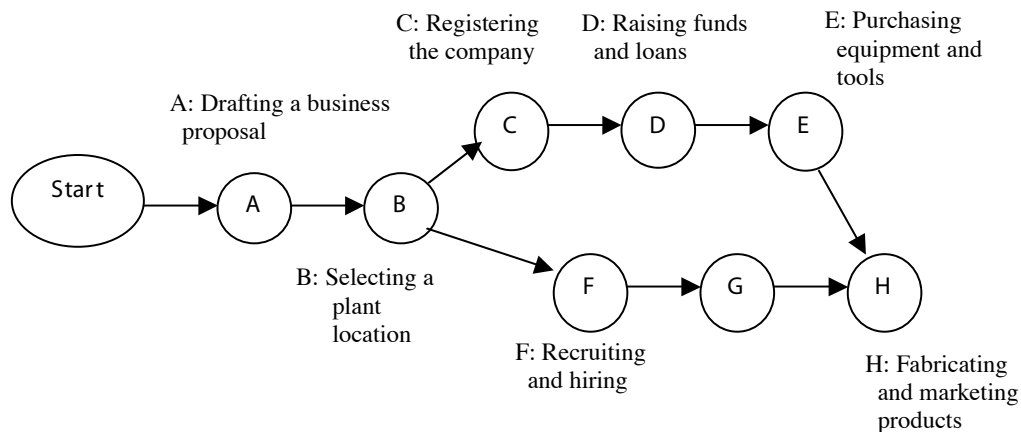 C: Registering
the company
D: Raising funds
and loans
E: Purchasing
equipment and
tools
A: Drafting a business
proposal
C
D
E
Start
A
B
B: Selecting a
plant
location
F
G
H
F: Recruiting
and hiring
H: Fabricating
and marketing
products